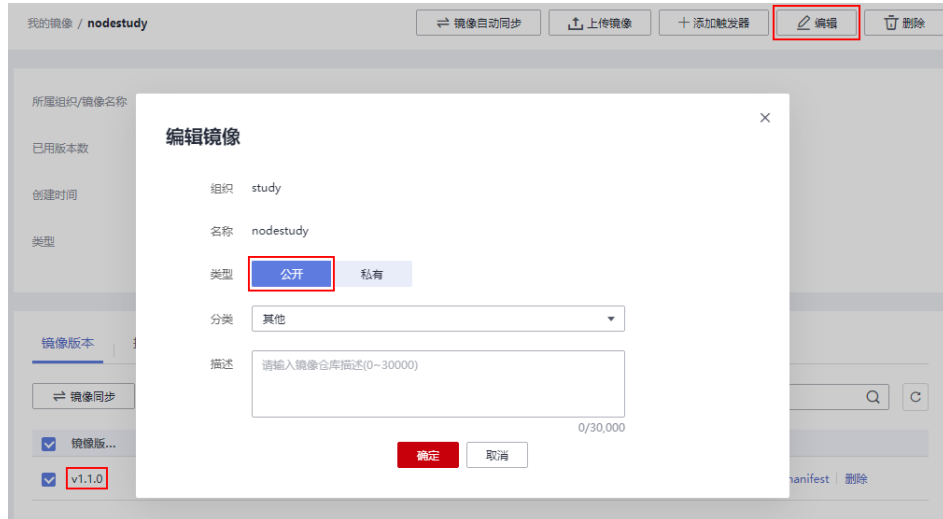 我的镜像 / nodestudy
镜像自动同步
上传镜像
添加触发器
编辑
删除
所属组织/镜像名称
已用版本数
创建时间
类型
编辑镜像
组织 study
名称 nodestudy
类型 公开 私有
分类 其他
描述 请输入镜像仓库描述(0~30000)
0/30,000
确定 取消
镜像版本
镜像同步
镜像版...
v1.1.0
manifest 删除